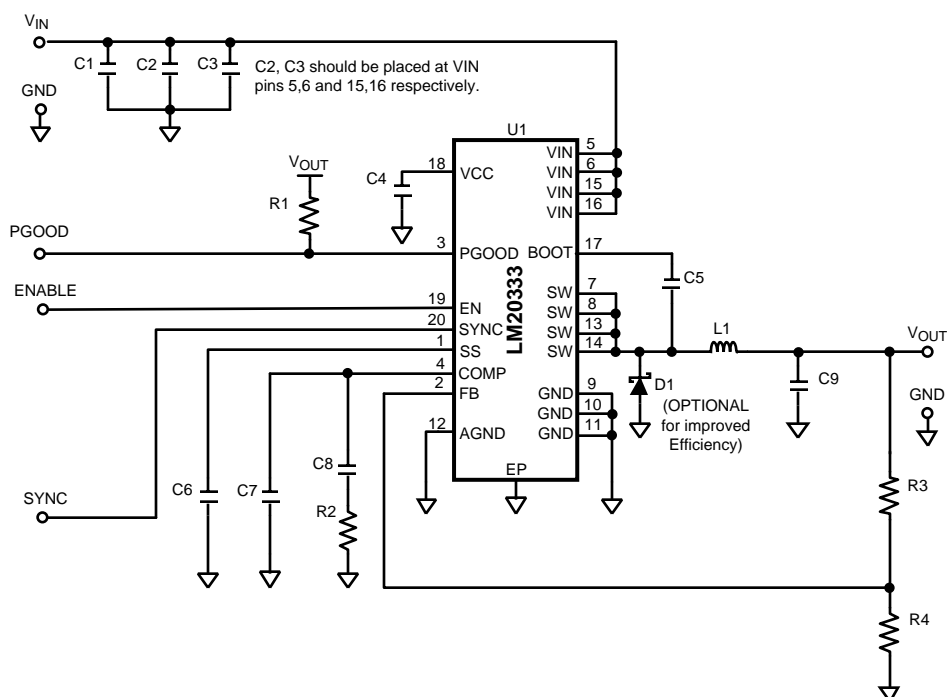 VIN
C1
C2
C3
C2, C3 should be placed at VIN
pins 5,6 and 15,16 respectively.
GND
U1
VOUT
R1
C4
18
VCC
VIN
5
VIN
6
VIN
15
VIN
16
PGOOD
3
PGOOD
BOOT
17
C5
ENABLE
19
EN
20
SYNC
1
SS
4
COMP
2
FB
12
AGND
LM20333
SW
7
SW
8
SW
13
SW
14
L1
VOUT
D1
(OPTIONAL
for improved
Efficiency)
C9
GND
GND
9
GND
10
GND
11
EP
C8
C6
C7
R2
SYNC
R3
R4